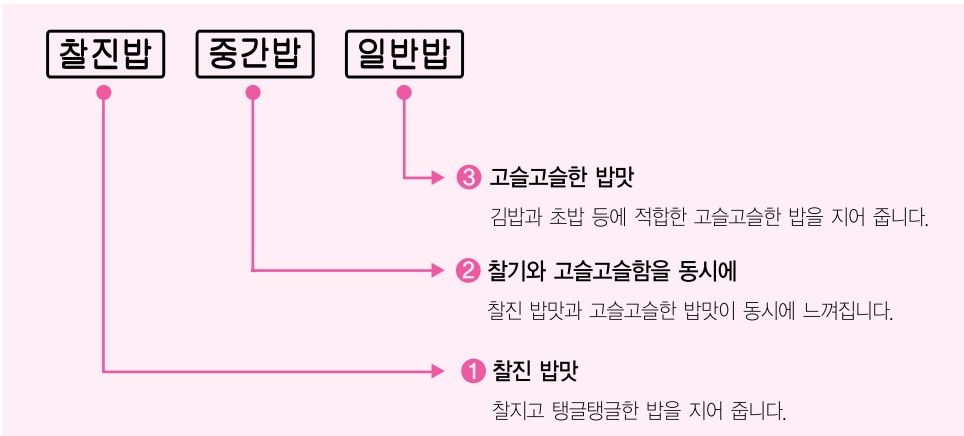 찰진밥 중간밥 일반밥
❸ 고슬고슬한 밥맛
김밥과 초밥 등에 적합한 고슬고슬한 밥을 지어 줍니다.
❷ 찰기와 고슬고슬함을 동시에
찰진 밥맛과 고슬고슬한 밥맛이 동시에 느껴집니다.
❶ 찰진 밥맛
찰지고 탱글탱글한 밥을 지어 줍니다.